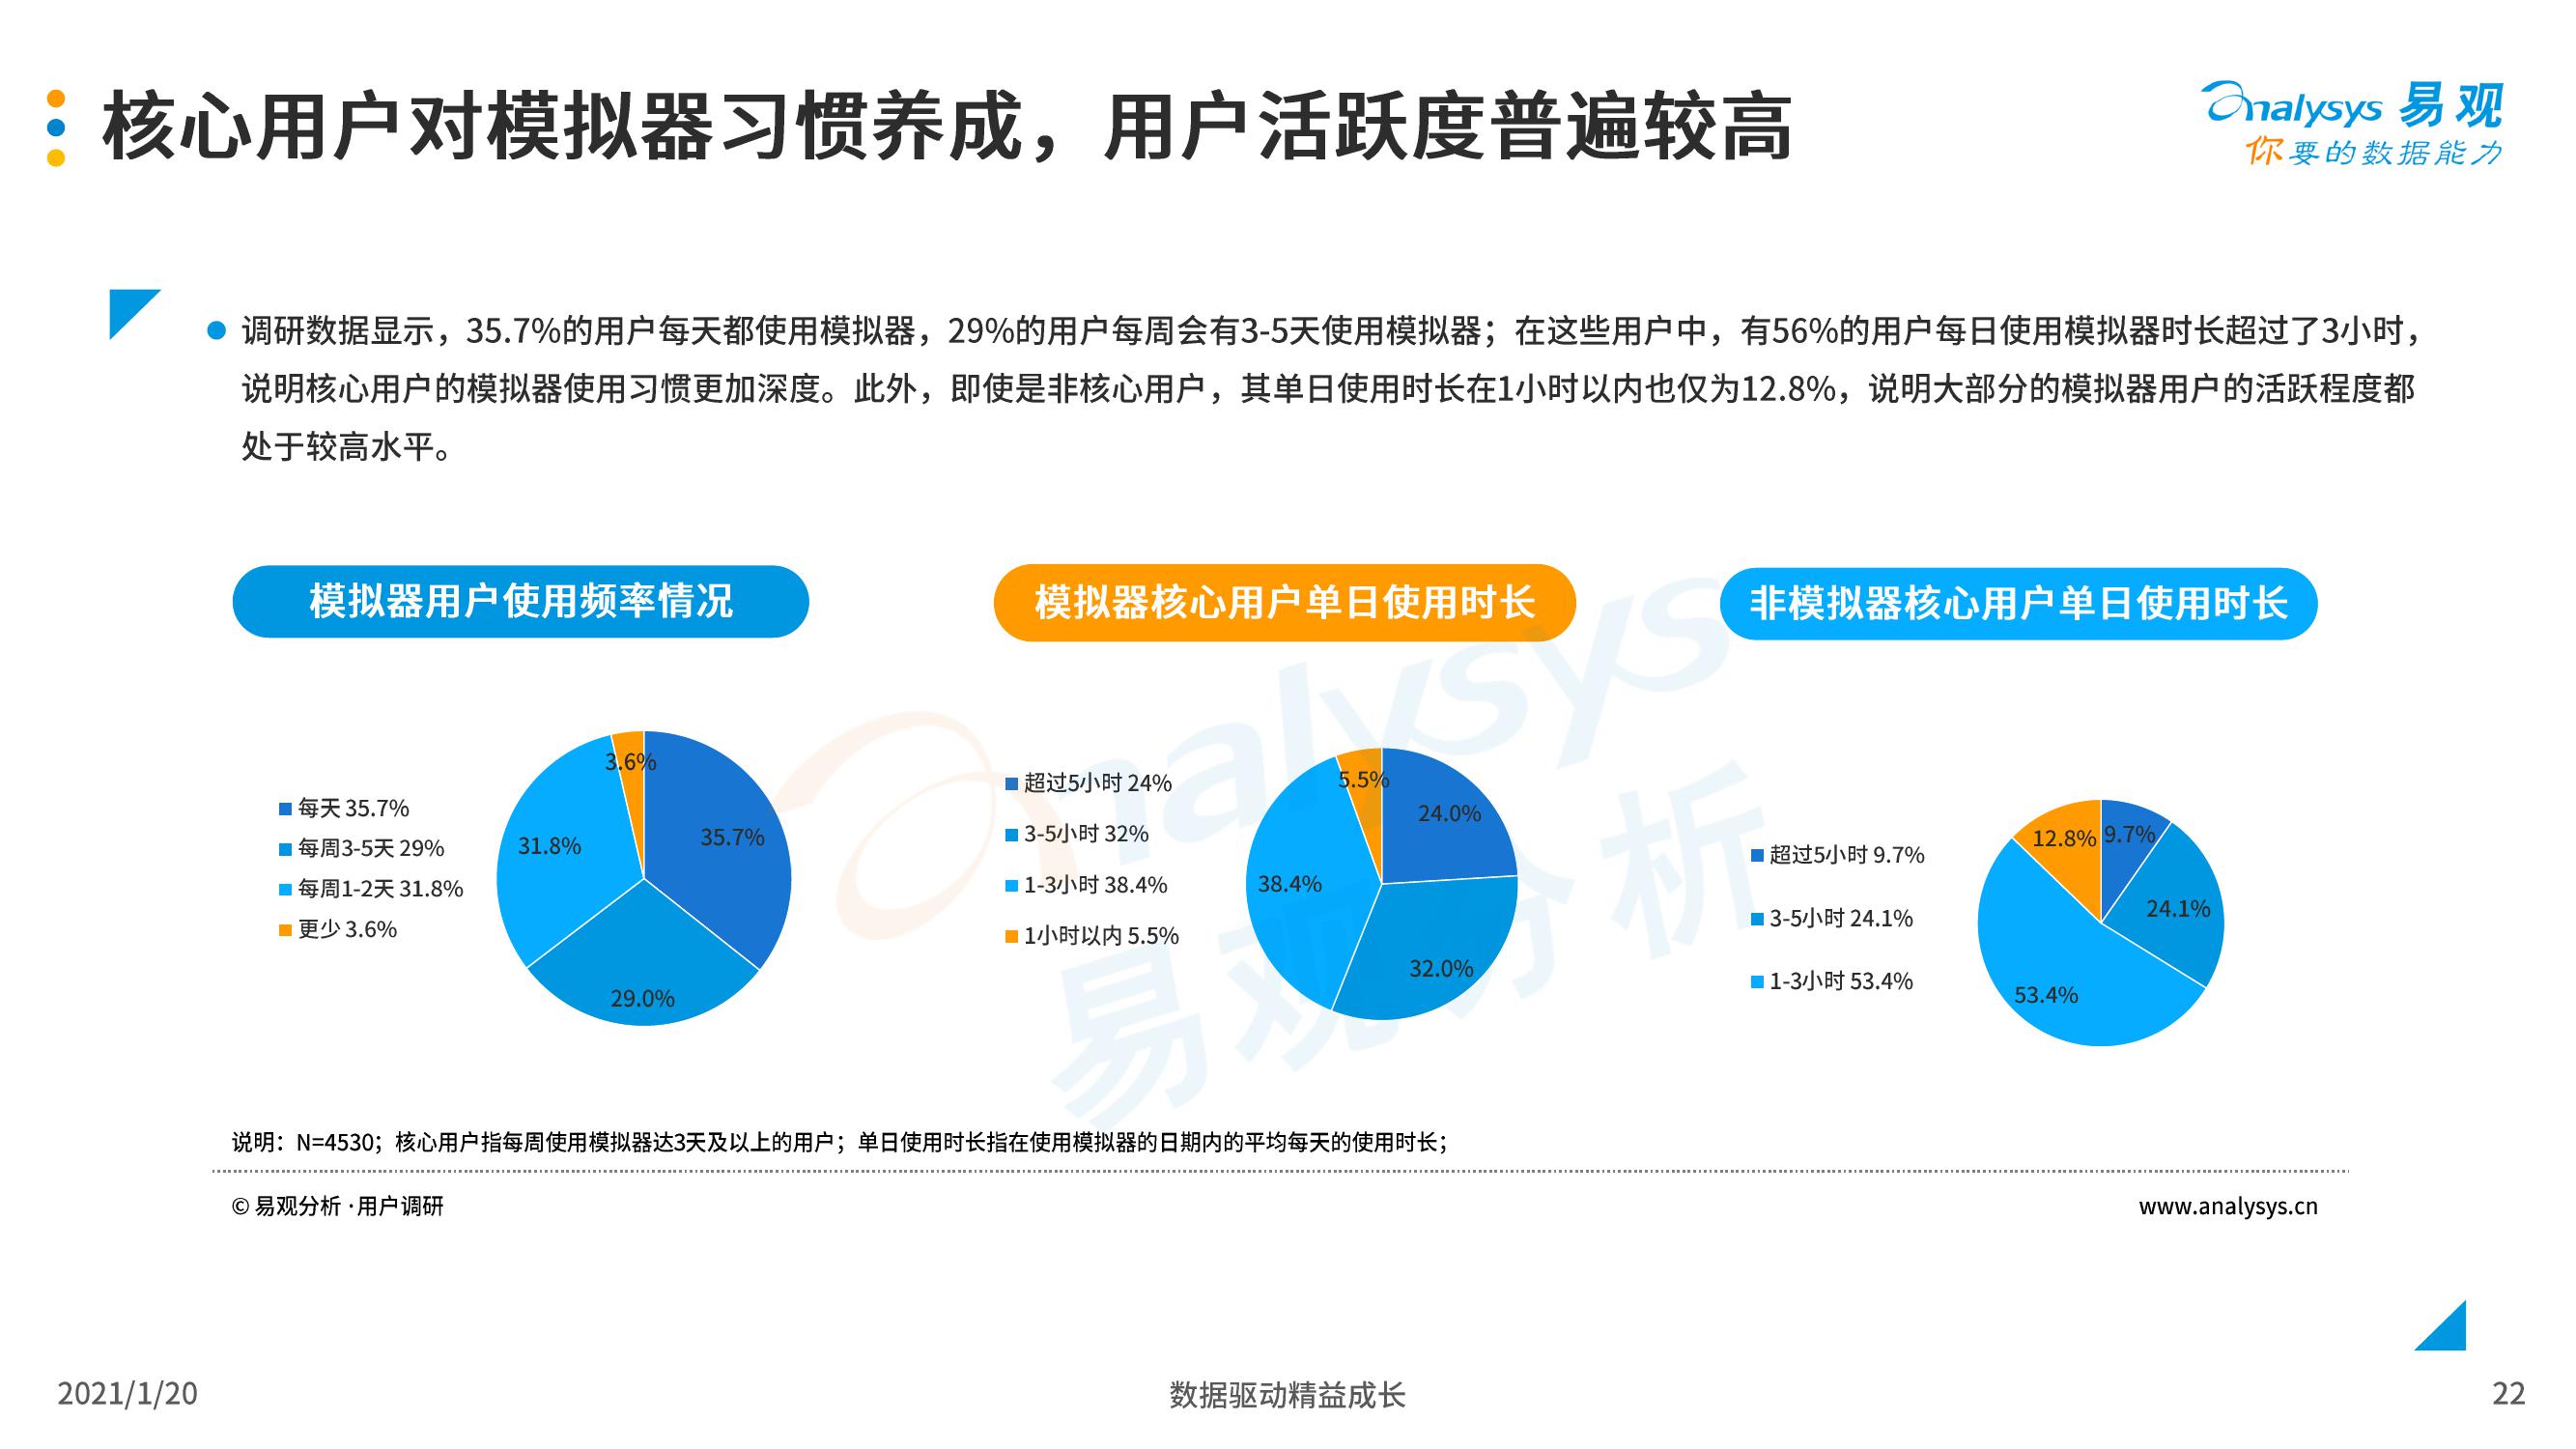 核心用户对模拟器习惯养成，用户活跃度普遍较高
analysys 易观
你要的数据能力
调研数据显示，35.7%的用户每天都使用模拟器，29%的用户每周会有3-5天使用模拟器；在这些用户中，有56%的用户每日使用模拟器时长超过了3小时，
说明核心用户的模拟器使用习惯更加深度。此外，即使是非核心用户，其单日使用时长在1小时以内也仅为12.8%，说明大部分的模拟器用户的活跃程度都
处于较高水平。
模拟器用户使用频率情况
每天 35.7%
每周3-5天 29%
每周1-2天 31.8%
更少 3.6%
3.6%
35.7%
31.8%
29.0%
模拟器核心用户单日使用时长
超过5小时 24%
3-5小时 32%
1-3小时 38.4%
1小时以内 5.5%
5.5%
24.0%
38.4%
32.0%
非模拟器核心用户单日使用时长
超过5小时 9.7%
3-5小时 24.1%
1-3小时 53.4%
12.8%
9.7%
24.1%
53.4%
analysys
易观分析
说明：N=4530；核心用户指每周使用模拟器达3天及以上的用户；单日使用时长指在使用模拟器的日期内的平均每天的使用时长；
© 易观分析 ·用户调研
www.analysys.cn
2021/1/20
数据驱动精益成长
22